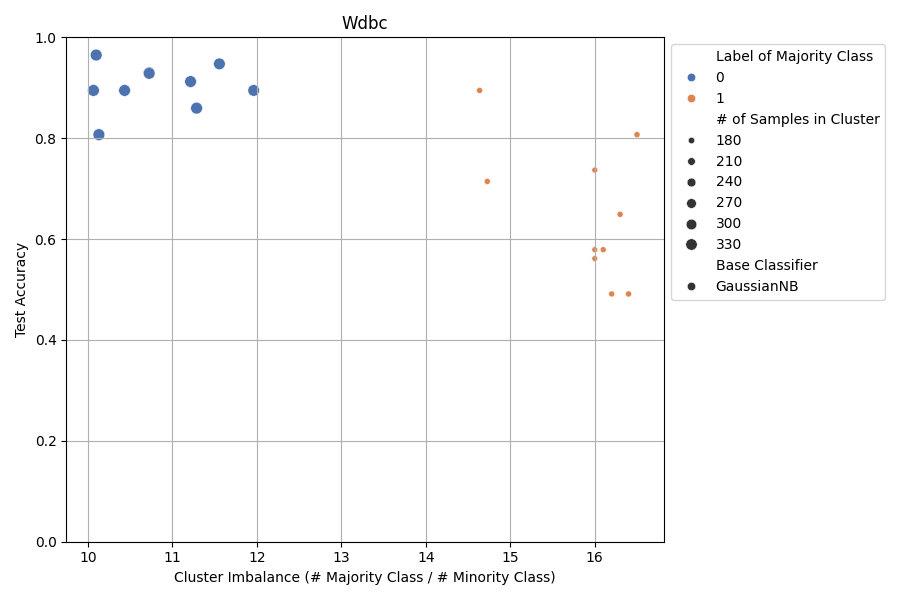 Wdbc
1.0
0.8
0.6
0.4
0.2
0.0
Test Accuracy
10 11 12 13 14 15 16
Cluster Imbalance (# Majority Class / # Minority Class)
Label of Majority Class
0
1
# of Samples in Cluster
180
210
240
270
300
330
Base Classifier
GaussianNB